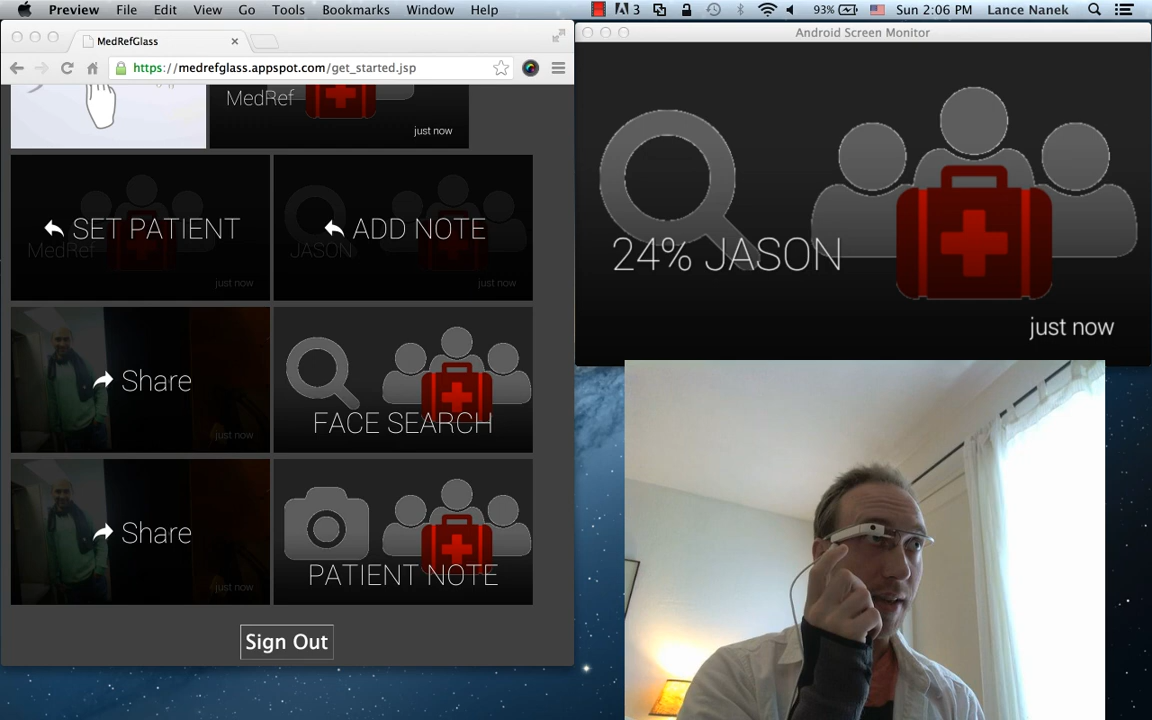 Preview File Edit View Go Tools Bookmarks Window Help
3 93% Sun 2:06 PM Lance Nanek
MedRefGlass
https://medrefglass.appspot.com/get_started.jsp
Android Screen Monitor
MedRef
just now
SET PATIENT
MedRef
just now
ADD NOTE
JASON
just now
Share
just now
FACE SEARCH
Share
just now
PATIENT NOTE
Sign Out
24% JASON
just now